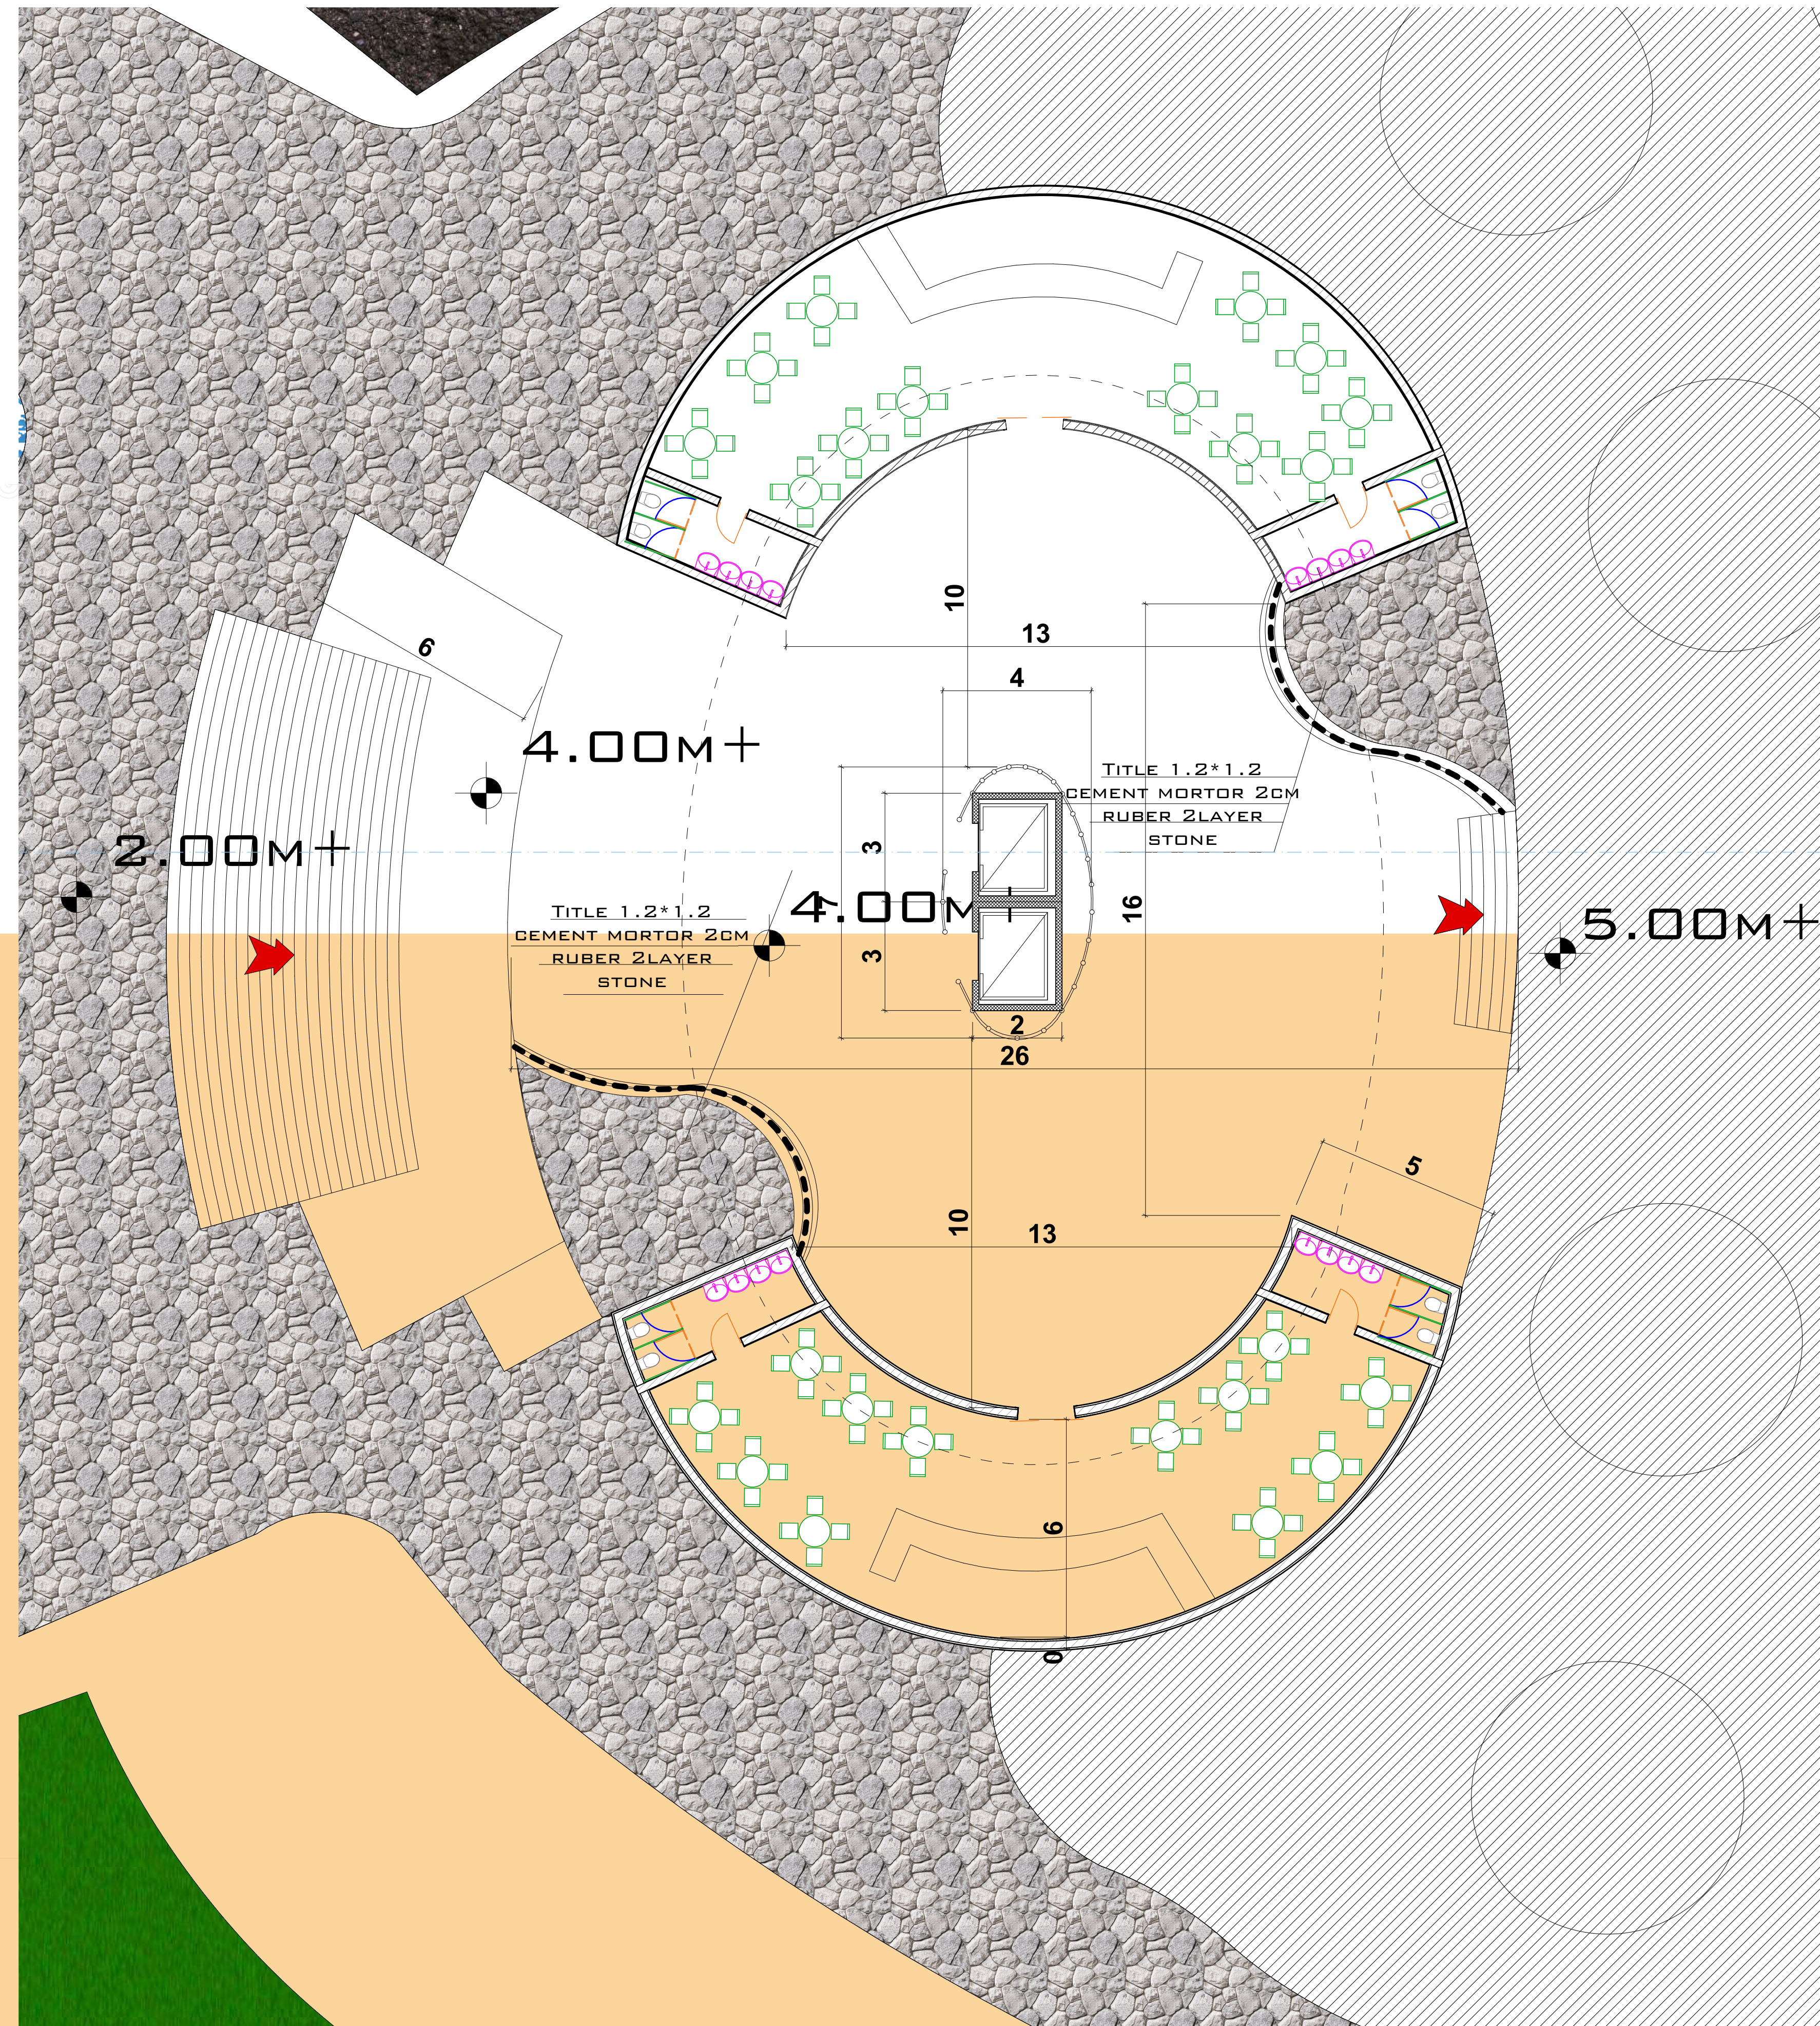 10
13
6
4
4.00M+
TITLE 1.2*1.2
CEMENT MORTOR 2CM
RUBER 2LAYER
STONE
2.00M+
3
7
4.00M+
16
TITLE 1.2*1.2
CEMENT MORTOR 2CM
RUBER 2LAYER
STONE
5.00M+
3
2
26
5
10
13
6
0